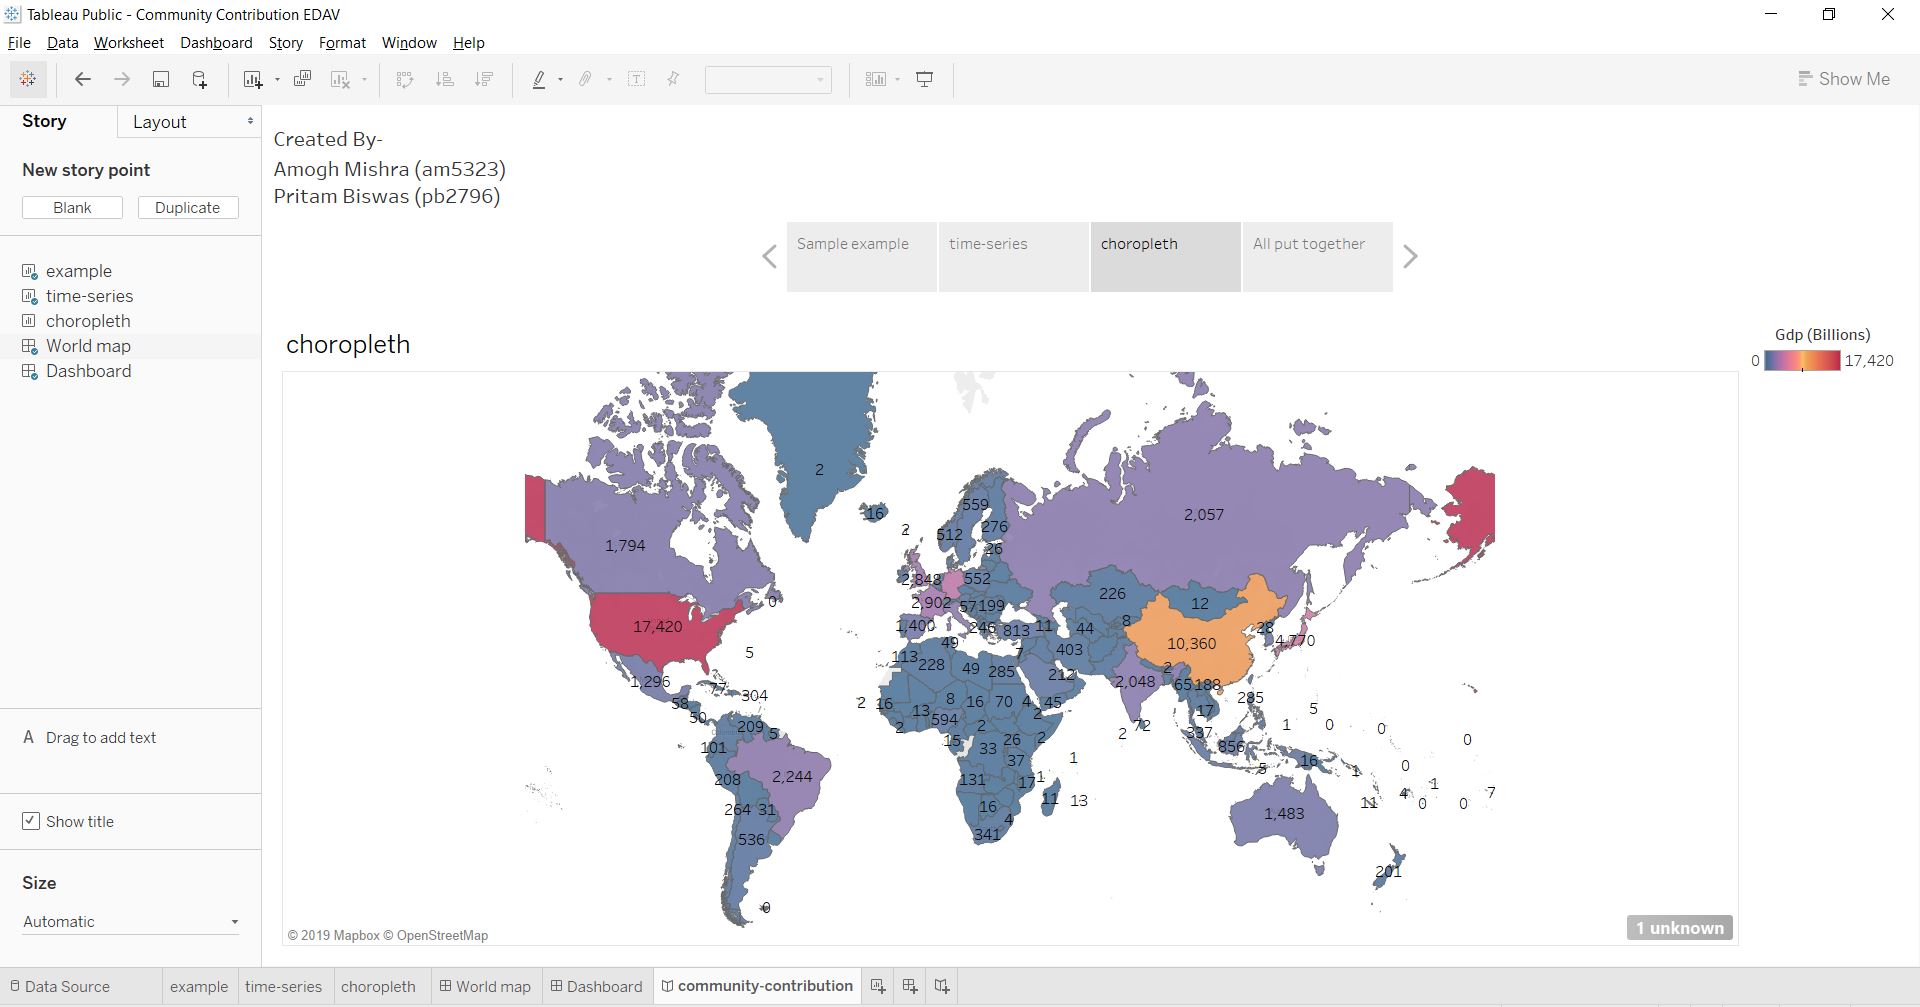 Tableau Public - Community Contribution EDAV
File Data Worksheet Dashboard Story Format Window Help
Show Me
Story Layout
New story point
Blank Duplicate
example
time-series
choropleth
World map
Dashboard
A Drag to add text
Show title
Size
Automatic
Created By-
Amogh Mishra (am5323)
Pritam Biswas (pb2796)
Sample example time-series choropleth All put together
choropleth
Gdp (Billions)
0 17,420
2
559
16
2,057
2 512 276
1,794 26
2,848 552
226
0 2,902 57 199 12
8
17,420 1,400 246 813 11 44 28
10,360 4,770
5 113 49 7 403
228 49 285 2
1,296 212 2,048 65 188
77 304 285
58 2 16 8 16 70 4 45
50 13 594 2 17 5
209 5 2 2 72 1 0 0
101 15 33 26 2 337 856 0
37 1 16
208 2,244 131 17 1 5 1 0
264 31 16 11 13 11 4 1 0 0 7
536 341 4 1,483
201
0
© 2019 Mapbox © OpenStreetMap
1 unknown
Data Source example time-series choropleth World map Dashboard community-contribution